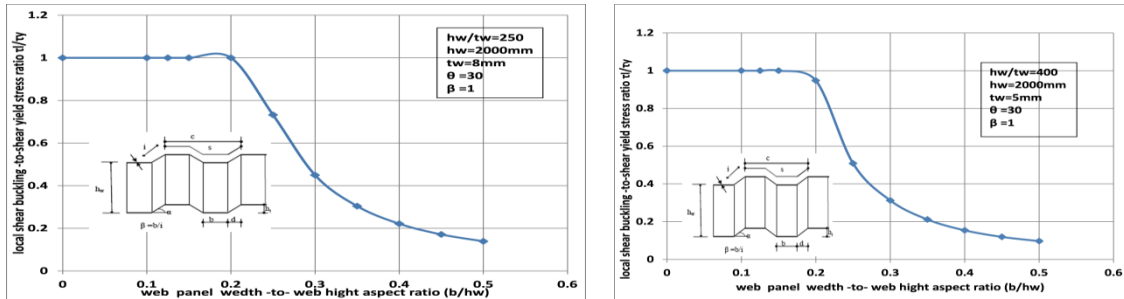 local shear buckling -to-shear yield stress ratio τl/τy
1.2
1
0.8
0.6
0.4
0.2
0
hw/tw=250
hw=2000mm
tw=8mm
θ =30
β =1
c
i
s
hw
α
b
d
β =b/i
0 0.1 0.2 0.3 0.4 0.5 0.6
web panel wedth -to- web hight aspect ratio (b/hw)
local shear buckling -to-shear yield stress ratio τl/τy
1.2
1
0.8
0.6
0.4
0.2
0
hw/tw=400
hw=2000mm
tw=5mm
θ =30
β =1
c
i
s
hw
α
b
d
β=b/i
0 0.1 0.2 0.3 0.4 0.5 0.6
web panel wedth -to- web hight aspect ratio (b/hw)